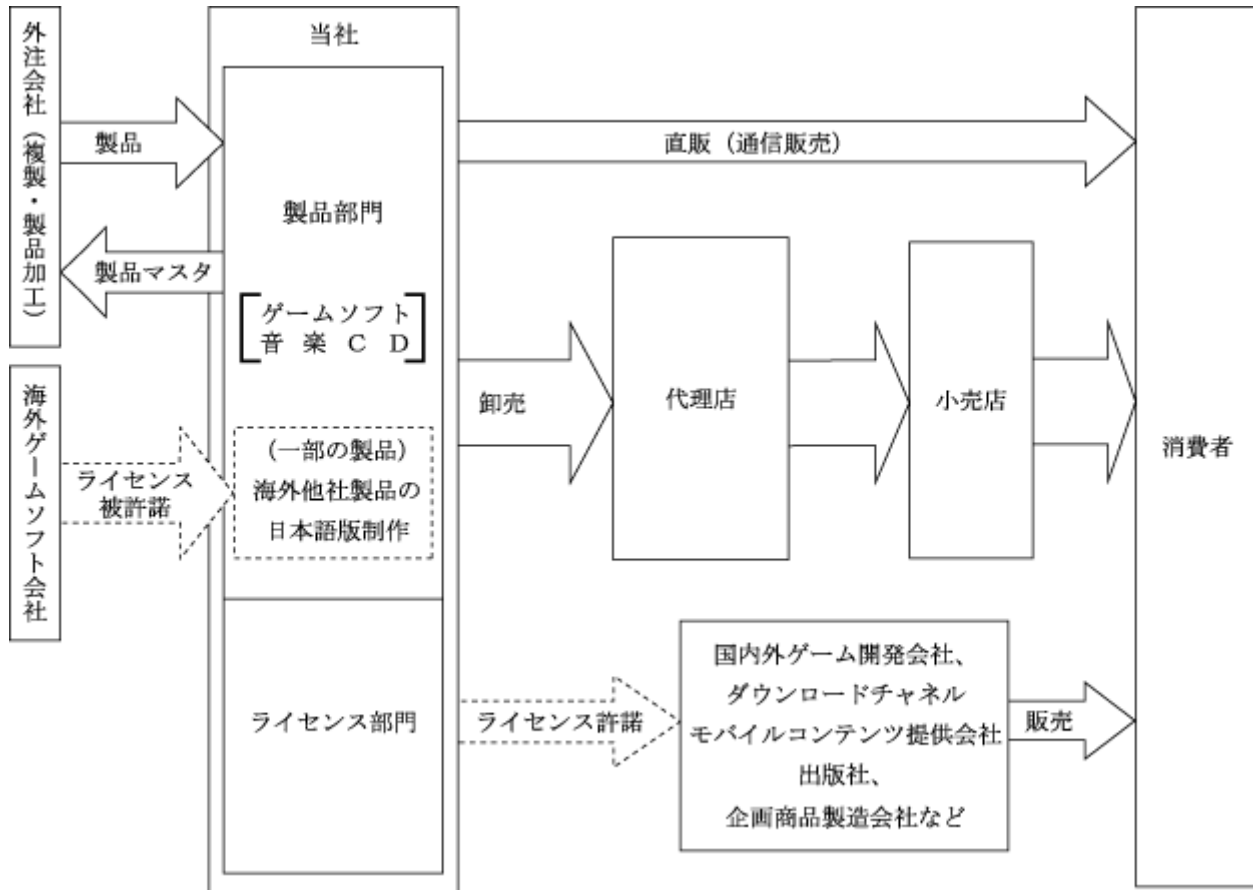 外注会社（複製・製品加工）
海外ゲームソフト会社
当社
製品
製品マスタ
ライセンス
被許諾
製品部門
ゲームソフト
音楽ＣＤ
（一部の製品）
海外他社製品の
日本語版制作
ライセンス部門
直販（通信販売）
卸売
代理店
小売店
ライセンス許諾
国内外ゲーム開発会社、
ダウンロードチャネル
モバイルコンテンツ提供会社
出版社、
企画商品製造会社など
販売
消費者